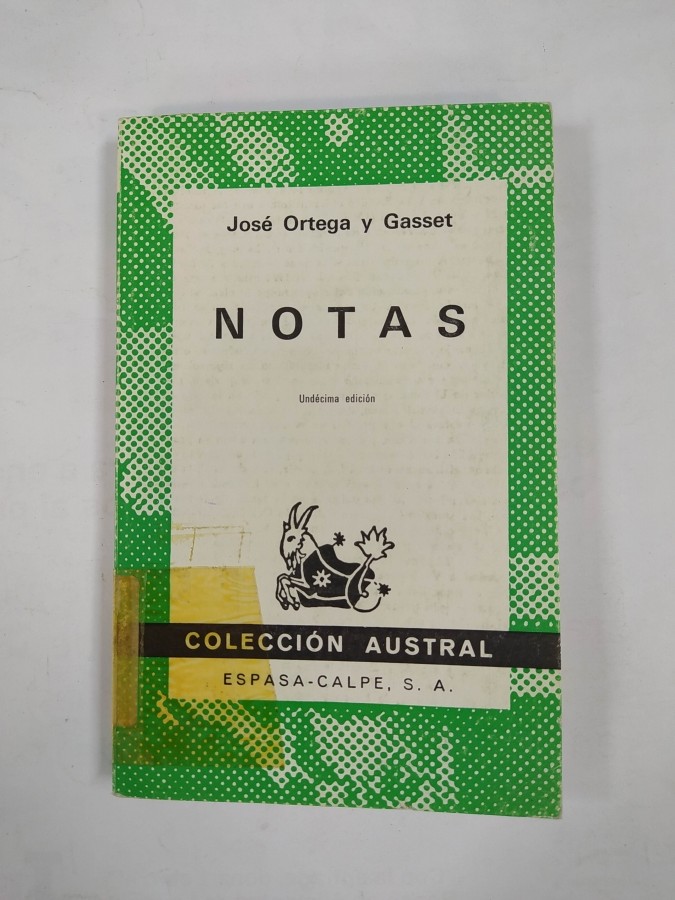 José Ortega y Gasset
NOTAS
Undécima edición
COLECCIÓN AUSTRAL
ESPASA-CALPE, S. A.